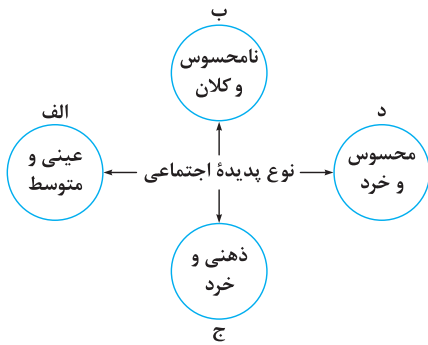 ب
نامحسوس
و کلان
الف
عینی و
متوسط
نوع پدیدهٔ اجتماعی
د
محسوس
و خرد
ذهنی و
خرد
ج